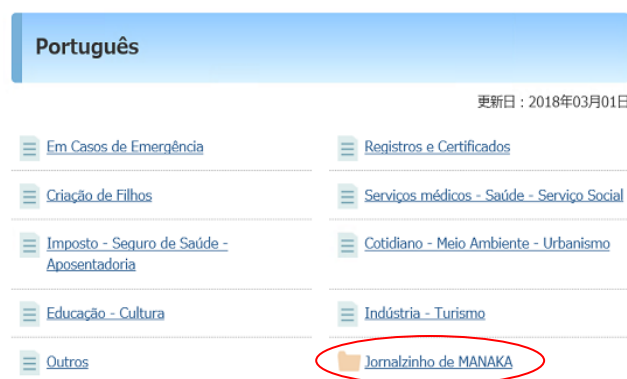 Português
更新日：2018年03月01日
Em Casos de Emergência
Registros e Certificados
Criação de Filhos
Serviços médicos - Saúde - Serviço Social
Imposto - Seguro de Saúde -
Aposentadoria
Cotidiano - Meio Ambiente - Urbanismo
Educação - Cultura
Indústria - Turismo
Outros
Jornalzinho de MANAKA